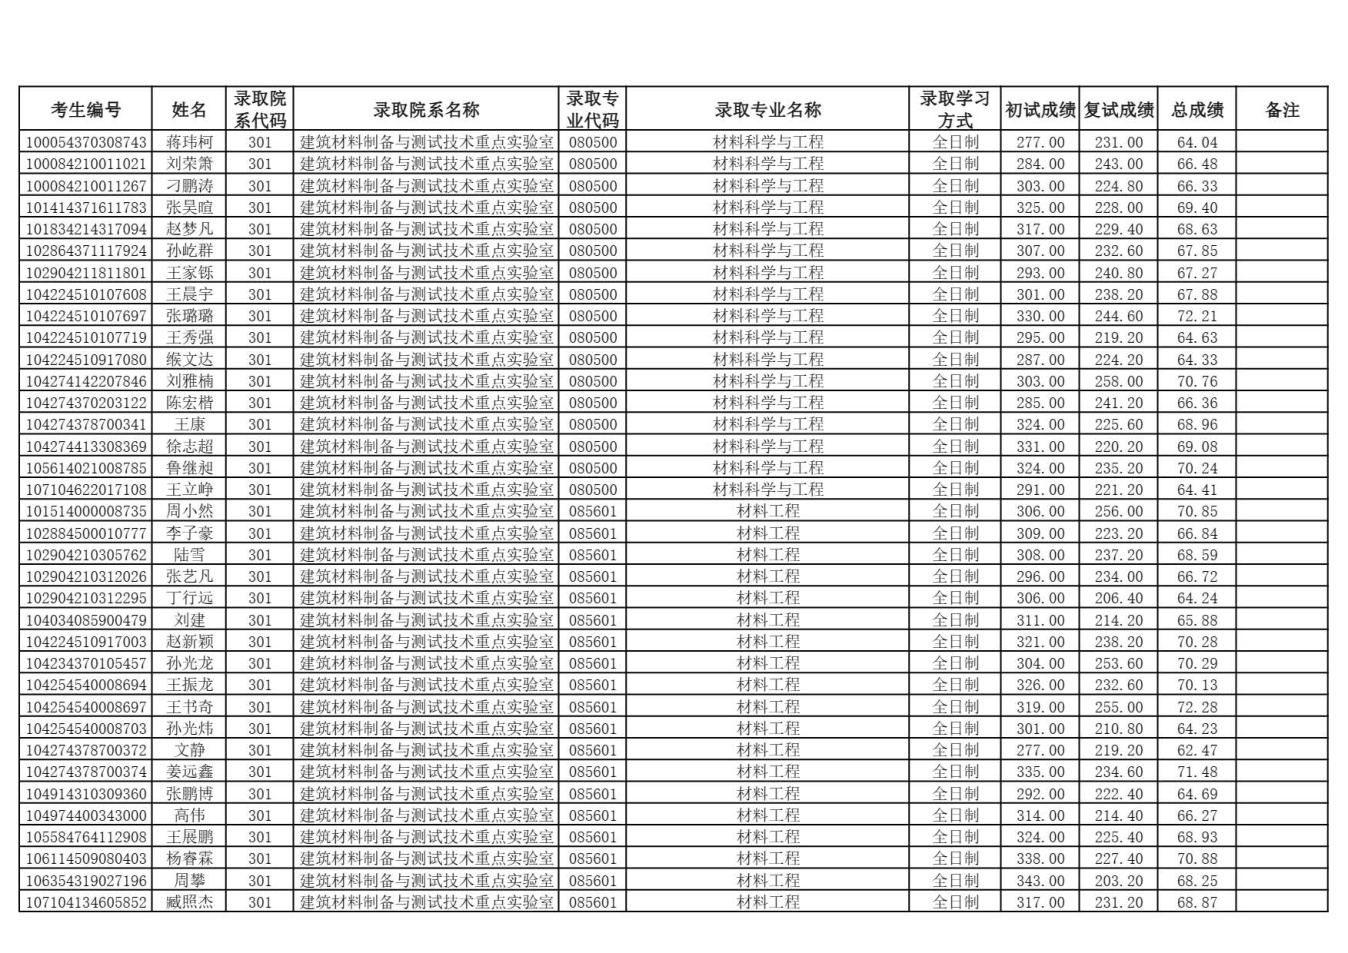 考生编号 姓名 录取院系代码 录取院系名称 录取专业代码 录取专业名称 录取学习方式 初试成绩 复试成绩 总成绩 备注
100054370308743 蒋玮柯 301 建筑材料制备与测试技术重点实验室 080500 材料科学与工程 全日制 277.00 231.00 64.04
100084210011021 刘荣箫 301 建筑材料制备与测试技术重点实验室 080500 材料科学与工程 全日制 284.00 243.00 66.48
100084210011267 刁鹏涛 301 建筑材料制备与测试技术重点实验室 080500 材料科学与工程 全日制 303.00 224.80 66.33
101414371611783 张昊暄 301 建筑材料制备与测试技术重点实验室 080500 材料科学与工程 全日制 325.00 228.00 69.40
101834214317094 赵梦凡 301 建筑材料制备与测试技术重点实验室 080500 材料科学与工程 全日制 317.00 229.40 68.63
102864371117924 孙屹群 301 建筑材料制备与测试技术重点实验室 080500 材料科学与工程 全日制 307.00 232.60 67.85
102904211811801 王家铄 301 建筑材料制备与测试技术重点实验室 080500 材料科学与工程 全日制 293.00 240.80 67.27
104224510107608 王晨宇 301 建筑材料制备与测试技术重点实验室 080500 材料科学与工程 全日制 301.00 238.20 67.88
104224510107697 张璐璐 301 建筑材料制备与测试技术重点实验室 080500 材料科学与工程 全日制 330.00 244.60 72.21
104224510107719 王秀强 301 建筑材料制备与测试技术重点实验室 080500 材料科学与工程 全日制 295.00 219.20 64.63
104224510917080 缑文达 301 建筑材料制备与测试技术重点实验室 080500 材料科学与工程 全日制 287.00 224.20 64.33
104274142207846 刘雅楠 301 建筑材料制备与测试技术重点实验室 080500 材料科学与工程 全日制 303.00 258.00 70.76
104274370203122 陈宏楷 301 建筑材料制备与测试技术重点实验室 080500 材料科学与工程 全日制 285.00 241.20 66.36
104274378700341 王康 301 建筑材料制备与测试技术重点实验室 080500 材料科学与工程 全日制 324.00 225.60 68.96
104274413308369 徐志超 301 建筑材料制备与测试技术重点实验室 080500 材料科学与工程 全日制 331.00 220.20 69.08
105614021008785 鲁继昶 301 建筑材料制备与测试技术重点实验室 080500 材料科学与工程 全日制 324.00 235.20 70.24
107104622017108 王立峥 301 建筑材料制备与测试技术重点实验室 080500 材料科学与工程 全日制 291.00 221.20 64.41
101514000008735 周小然 301 建筑材料制备与测试技术重点实验室 085601 材料工程 全日制 306.00 256.00 70.85
102884500010777 李子豪 301 建筑材料制备与测试技术重点实验室 085601 材料工程 全日制 309.00 223.20 66.84
102904210305762 陆雪 301 建筑材料制备与测试技术重点实验室 085601 材料工程 全日制 308.00 237.20 68.59
102904210312026 张艺凡 301 建筑材料制备与测试技术重点实验室 085601 材料工程 全日制 296.00 234.00 66.72
102904210312295 丁行远 301 建筑材料制备与测试技术重点实验室 085601 材料工程 全日制 306.00 206.40 64.24
104034085900479 刘建 301 建筑材料制备与测试技术重点实验室 085601 材料工程 全日制 311.00 214.20 65.88
104224510917003 赵新颖 301 建筑材料制备与测试技术重点实验室 085601 材料工程 全日制 321.00 238.20 70.28
104234370105457 孙光龙 301 建筑材料制备与测试技术重点实验室 085601 材料工程 全日制 304.00 253.60 70.29
104254540008694 王振龙 301 建筑材料制备与测试技术重点实验室 085601 材料工程 全日制 326.00 232.60 70.13
104254540008697 王书奇 301 建筑材料制备与测试技术重点实验室 085601 材料工程 全日制 319.00 255.00 72.28
104254540008703 孙光炜 301 建筑材料制备与测试技术重点实验室 085601 材料工程 全日制 301.00 210.80 64.23
104274378700372 文静 301 建筑材料制备与测试技术重点实验室 085601 材料工程 全日制 277.00 219.20 62.47
104274378700374 姜远鑫 301 建筑材料制备与测试技术重点实验室 085601 材料工程 全日制 335.00 234.60 71.48
104914310309360 张鹏博 301 建筑材料制备与测试技术重点实验室 085601 材料工程 全日制 292.00 222.40 64.69
104974400343000 高伟 301 建筑材料制备与测试技术重点实验室 085601 材料工程 全日制 314.00 214.40 66.27
105584764112908 王展鹏 301 建筑材料制备与测试技术重点实验室 085601 材料工程 全日制 324.00 225.40 68.93
106114509080403 杨睿霖 301 建筑材料制备与测试技术重点实验室 085601 材料工程 全日制 338.00 227.40 70.88
106354319027196 周攀 301 建筑材料制备与测试技术重点实验室 085601 材料工程 全日制 343.00 203.20 68.25
107104134605852 臧照杰 301 建筑材料制备与测试技术重点实验室 085601 材料工程 全日制 317.00 231.20 68.87